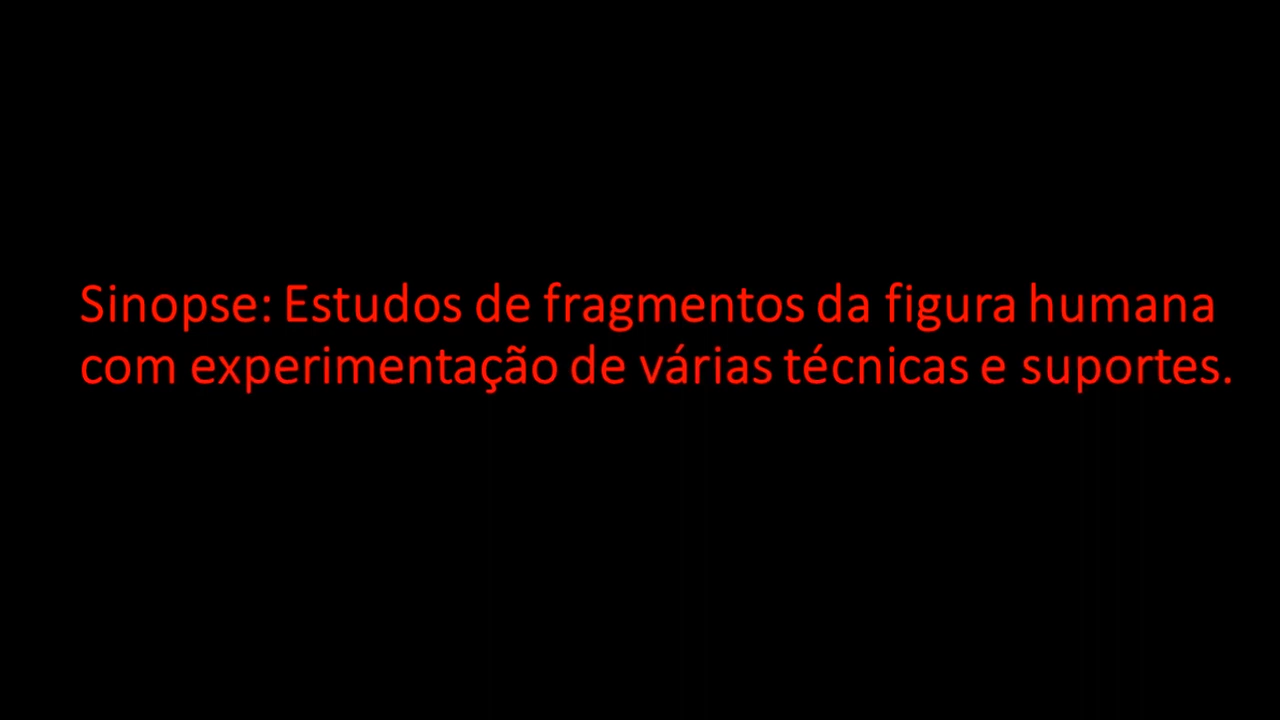 Sinopse: Estudos de fragmentos da figura humana
com experimentação de várias técnicas e suportes.